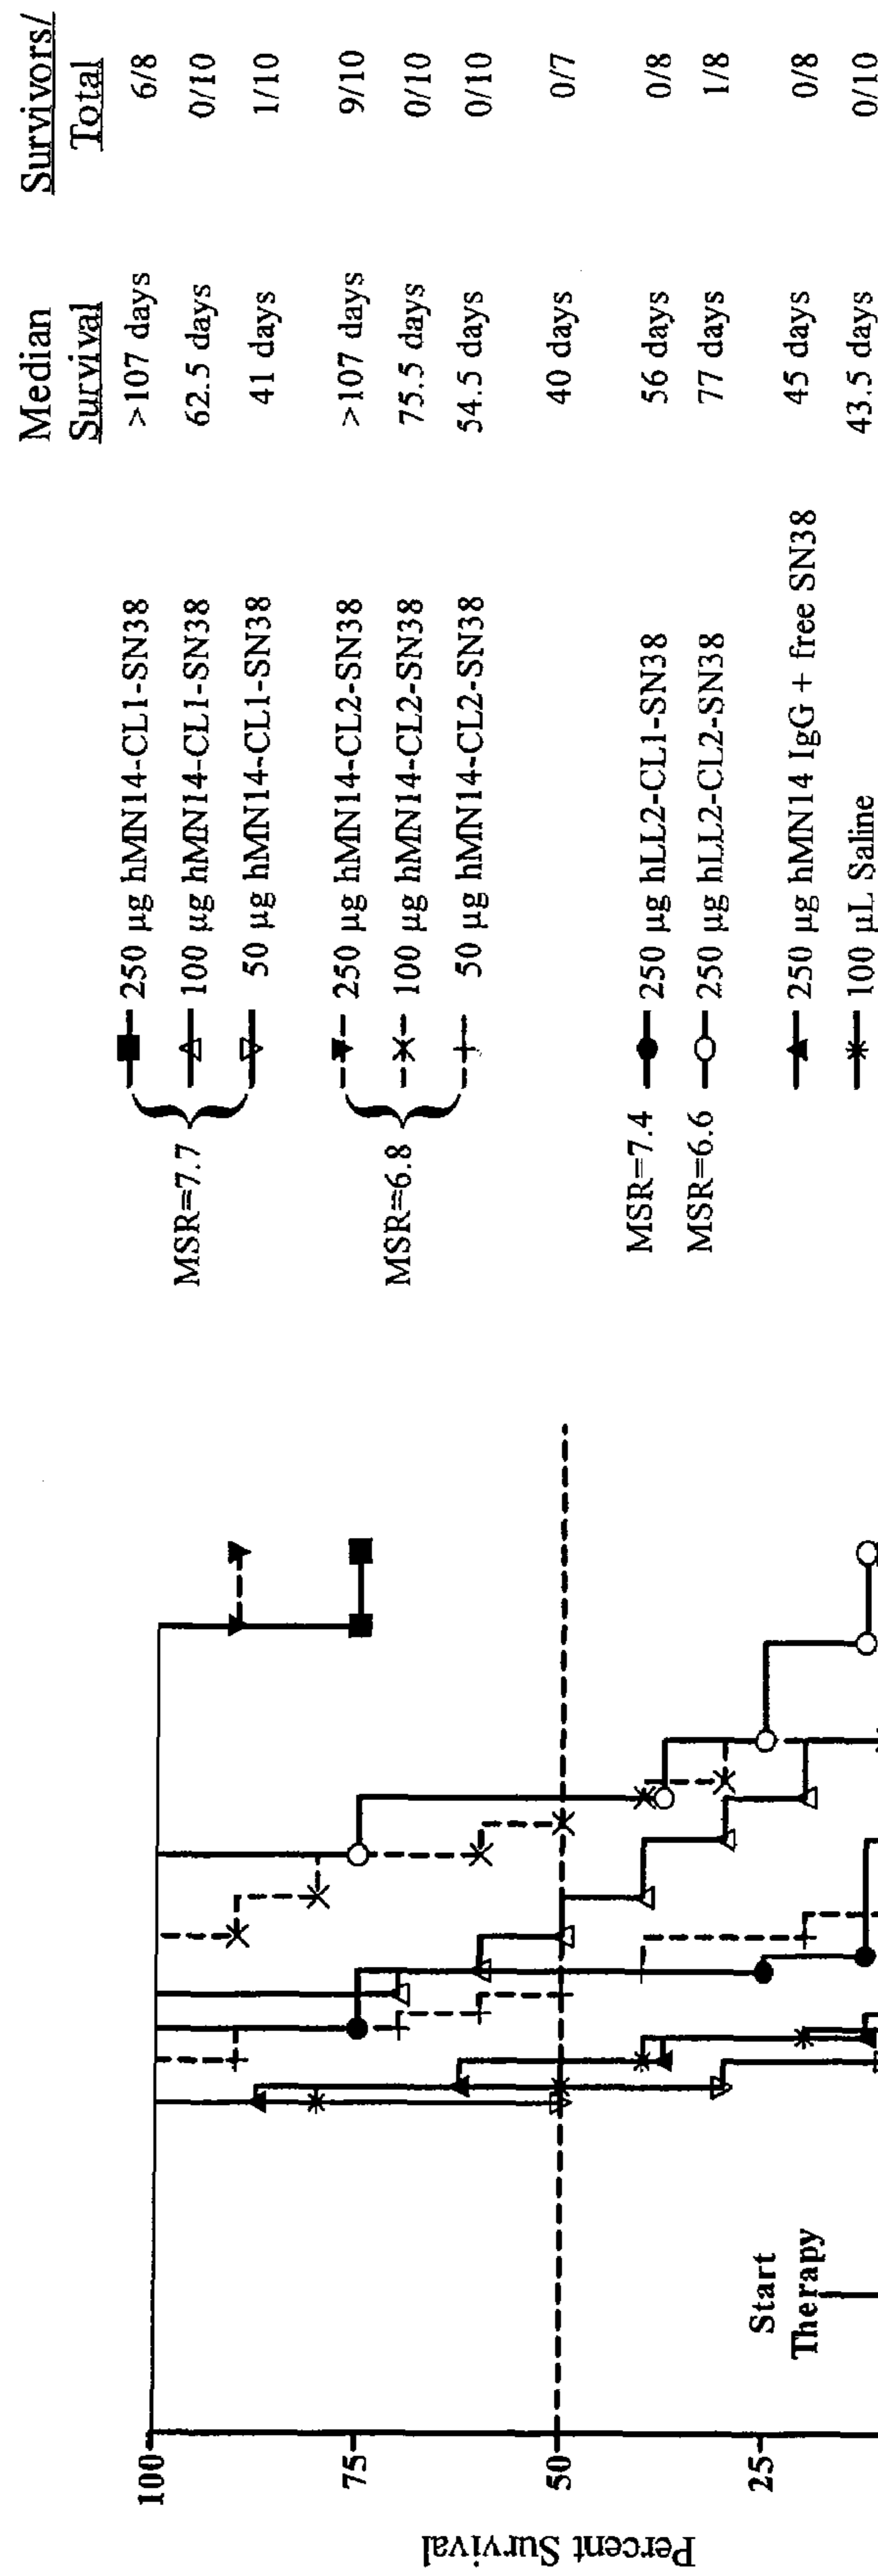 Median Survivors/
Survival Total
MSR=7.7
250 µg hMN14-CL1-SN38 >107 days 6/8
100 µg hMN14-CL1-SN38 62.5 days 0/10
50 µg hMN14-CL1-SN38 41 days 1/10
MSR=6.8
250 µg hMN14-CL2-SN38 >107 days 9/10
100 µg hMN14-CL2-SN38 75.5 days 0/10
50 µg hMN14-CL2-SN38 54.5 days 0/10
40 days 0/7
MSR=7.4 250 µg hLL2-CL1-SN38 56 days 0/8
MSR=6.6 250 µg hLL2-CL2-SN38 77 days 1/8
250 µg hMN14 IgG + free SN38 45 days 0/8
100 µL Saline 43.5 days 0/10
Percent Survival
100
75
50
25
Start
Therapy